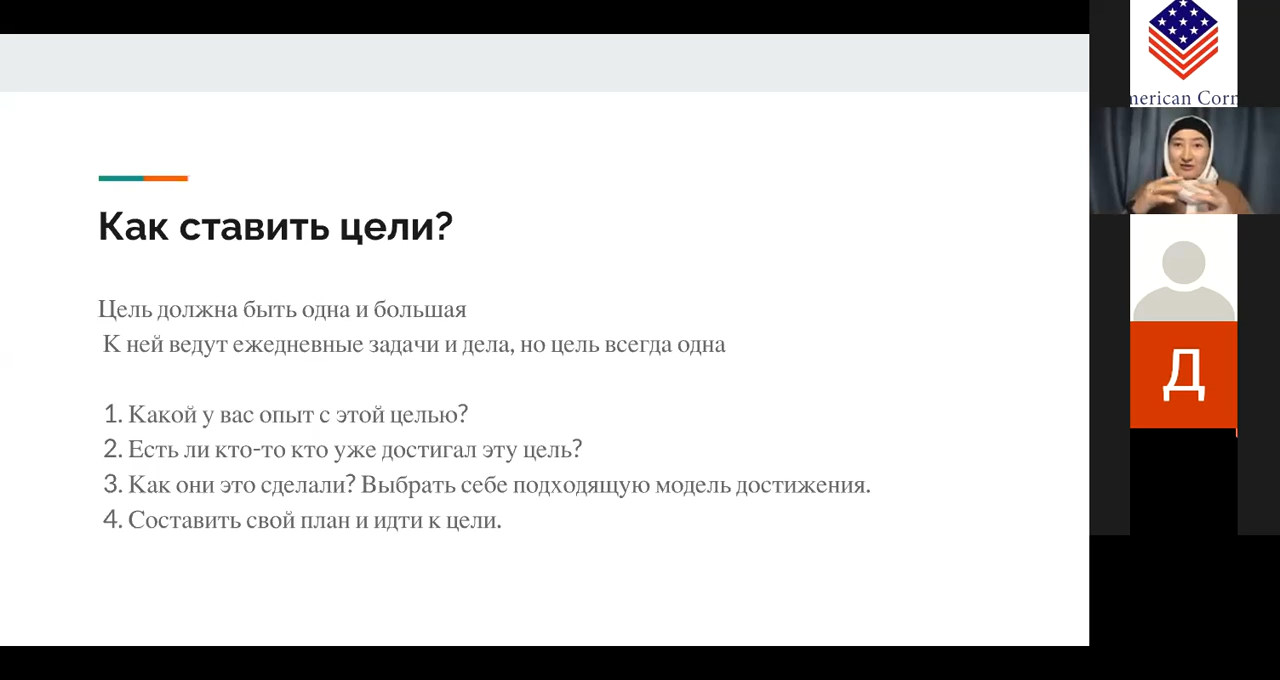 Как ставить цели?
Цель должна быть одна и большая
К ней ведут ежедневные задачи и дела, но цель всегда одна
1. Какой у вас опыт с этой целью?
2. Есть ли кто-то кто уже достигал эту цель?
3. Как они это сделали? Выбрать себе подходящую модель достижения.
4. Составить свой план и идти к цели.
merican Corn
Д